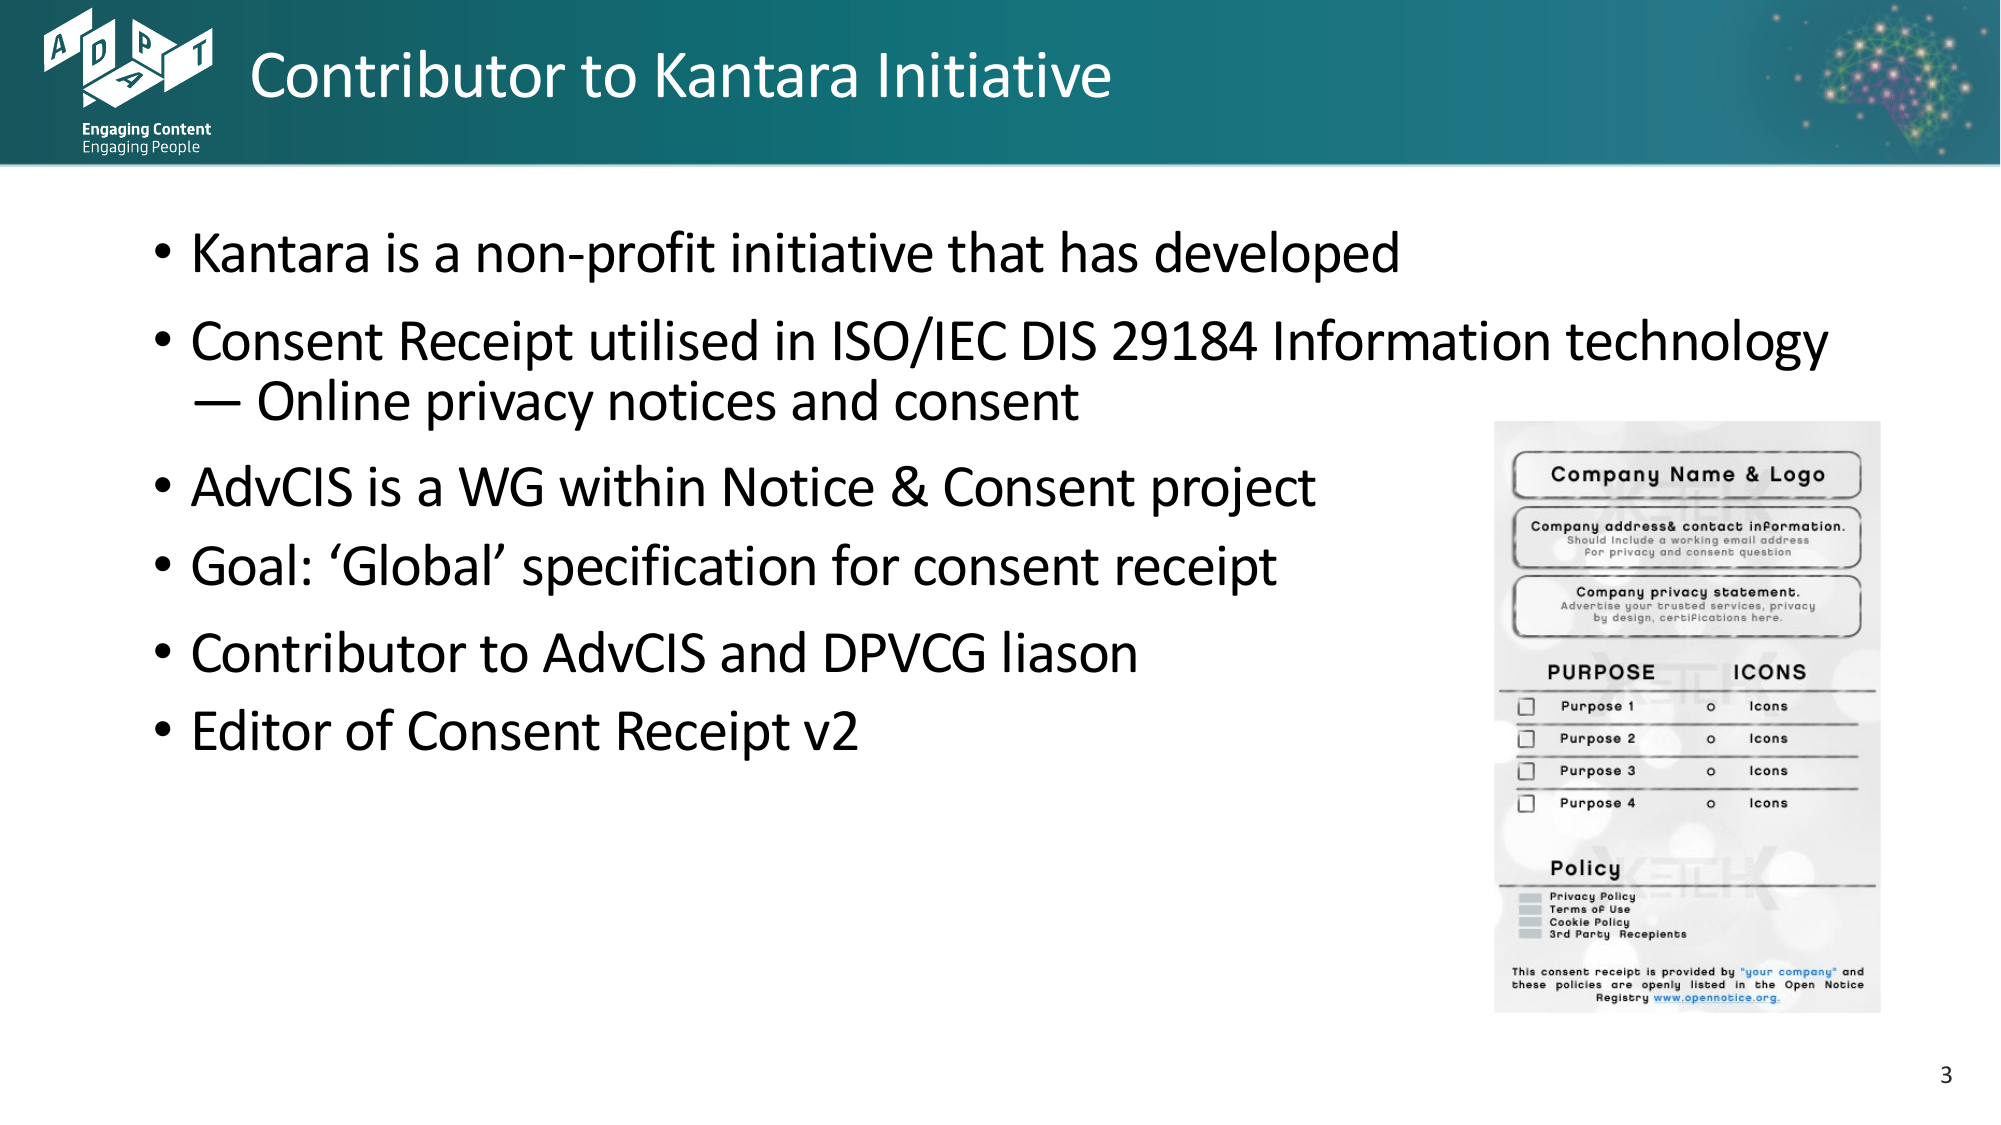 ADAPT
Engaging Content
Engaging People
Contributor to Kantara Initiative
• Kantara is a non-profit initiative that has developed
• Consent Receipt utilised in ISO/IEC DIS 29184 Information technology
— Online privacy notices and consent
• AdvCIS is a WG within Notice & Consent project
• Goal: ‘Global’ specification for consent receipt
• Contributor to AdvCIS and DPVCG liason
• Editor of Consent Receipt v2
Company Name & Logo
Company address& contact information.
Should Include a working email address
for privacy and consent question
Company privacy statement.
Advertise your trusted services, privacy
by design, certifications here.
PURPOSE ICONS
Purpose 1 o Icons
Purpose 2 o Icons
Purpose 3 o Icons
Purpose 4 o Icons
Policy
Privacy Policy
Terms of Use
Cookie Policy
3rd Party Recepients
This consent receipt is provided by "your company" and
these policies are openly listed in the Open Notice
Registry www.opennotice.org.
3